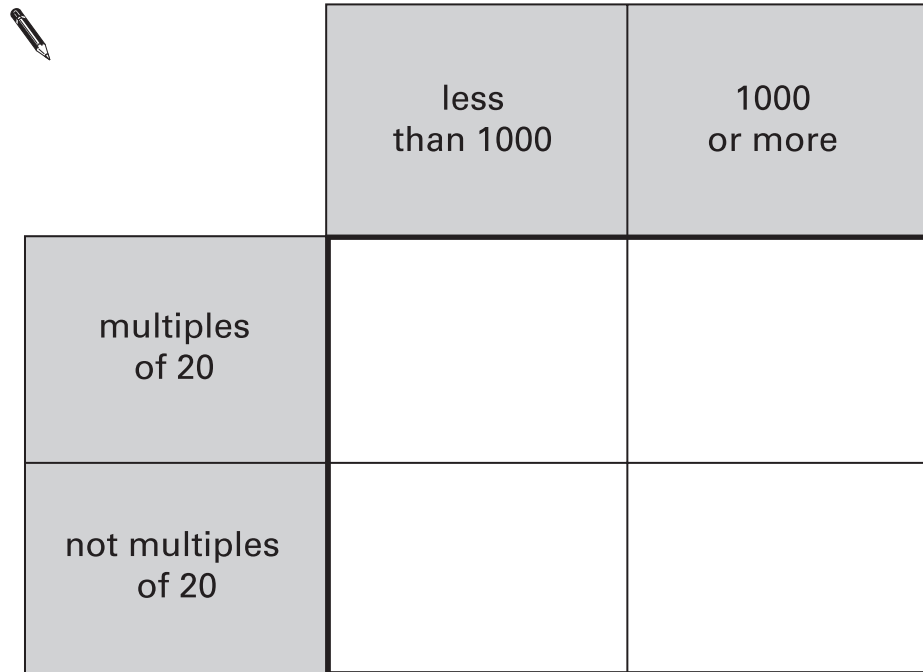 less
than 1000
1000
or more
multiples
of 20
not multiples
of 20